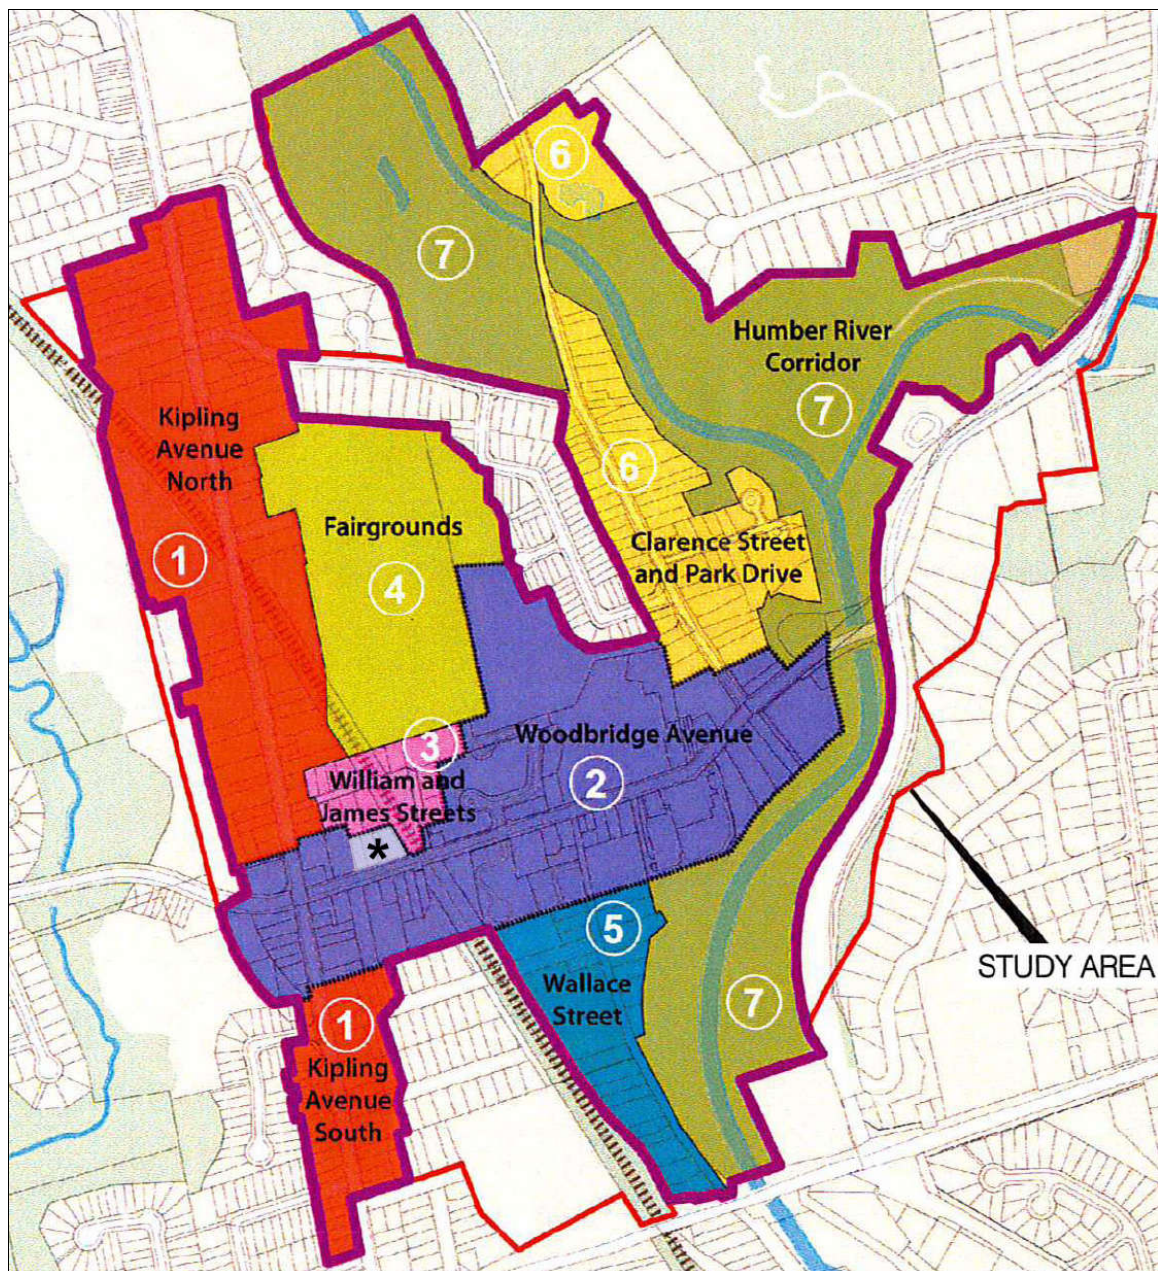 6
7
Humber River
Corridor
7
Kipling
Avenue
North
6
Fairgrounds
1
Clarence Street
and Park Drive
4
3
Woodbridge Avenue
William and
James Streets
2
*
5
STUDY AREA
Wallace
Street
7
1
Kipling
Avenue
South